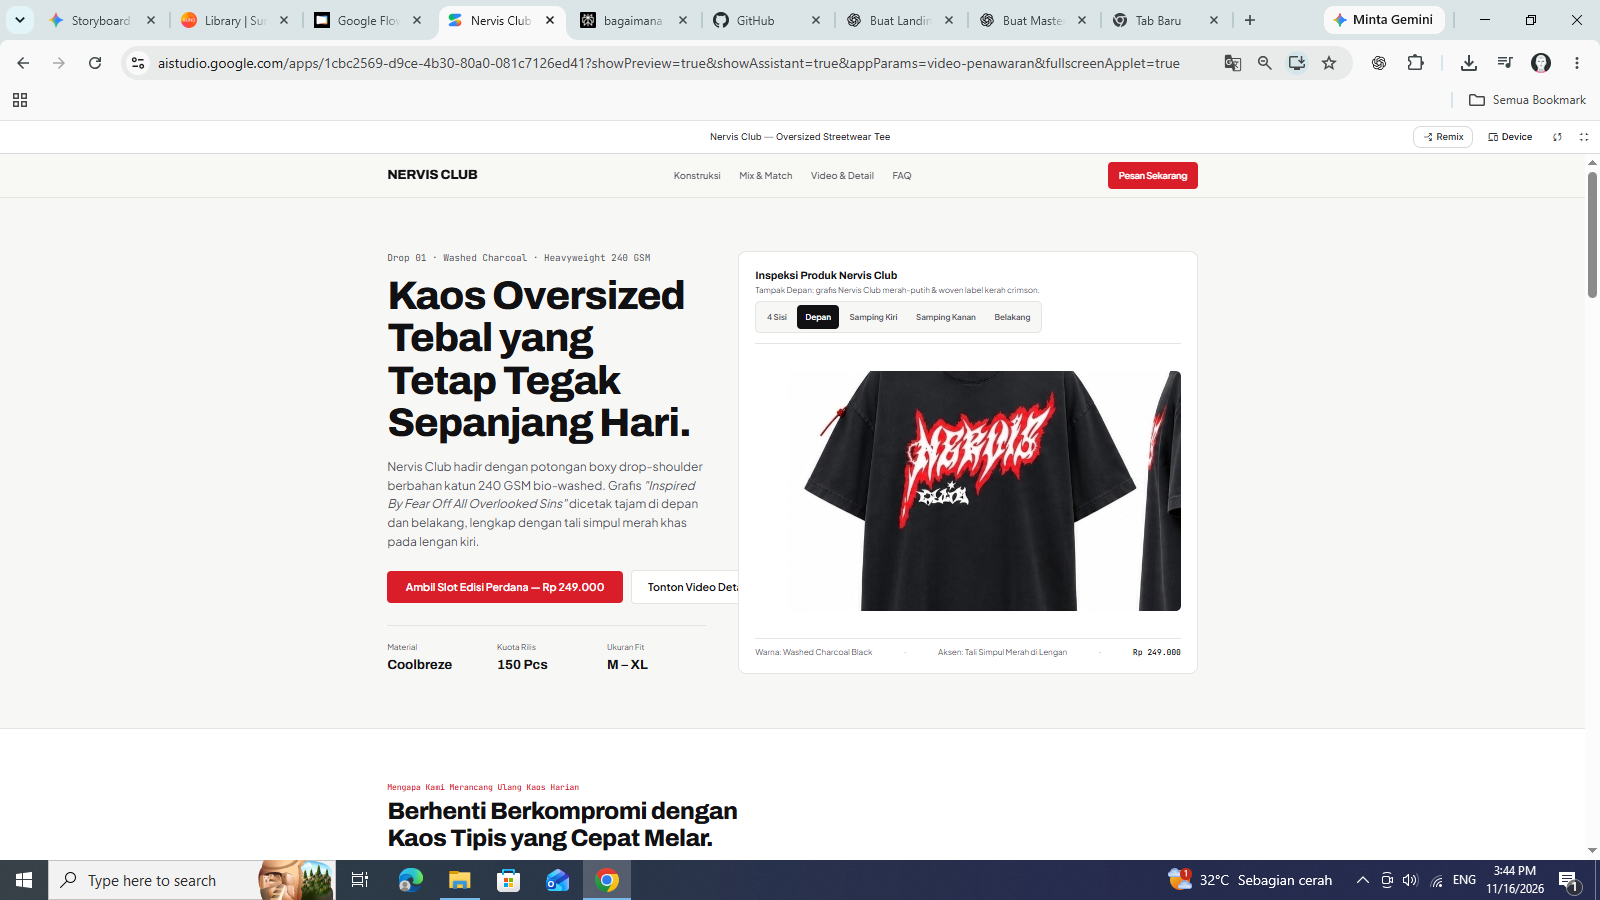 Storyboard
Library | Sun
Google Flow
Nervis Club
bagaimana
GitHub
Buat Landin
Buat Master
Tab Baru
Minta Gemini
aistudio.google.com/apps/1cbc2569-d9ce-4b30-80a0-081c7126ed41?showPreview=true&showAssistant=true&appParams=video-penawaran&fullscreenApplet=true
Semua Bookmark
Nervis Club — Oversized Streetwear Tee
Remix
Device
NERVIS CLUB
Konstruksi
Mix & Match
Video & Detail
FAQ
Pesan Sekarang
Drop 01 · Washed Charcoal · Heavyweight 240 GSM
Kaos Oversized
Tebal yang
Tetap Tegak
Sepanjang Hari.
Nervis Club hadir dengan potongan boxy drop-shoulder
berbahan katun 240 GSM bio-washed. Grafis "Inspired
By Fear Off All Overlooked Sins" dicetak tajam di depan
dan belakang, lengkap dengan tali simpul merah khas
pada lengan kiri.
Ambil Slot Edisi Perdana — Rp 249.000
Tonton Video Deta
Material
Kuota Rilis
Ukuran Fit
Coolbreze
150 Pcs
M – XL
Inspeksi Produk Nervis Club
Tampak Depan: grafis Nervis Club merah-putih & woven label kerah crimson.
4 Sisi
Depan
Samping Kiri
Samping Kanan
Belakang
NERVIS
CLUB
Warna: Washed Charcoal Black
·
Aksen: Tali Simpul Merah di Lengan
·
Rp 249.000
Mengapa Kami Merancang Ulang Kaos Harian
Berhenti Berkompromi dengan
Kaos Tipis yang Cepat Melar.
Type here to search
1
32°C Sebagian cerah
ENG
3:44 PM
11/16/2026
1